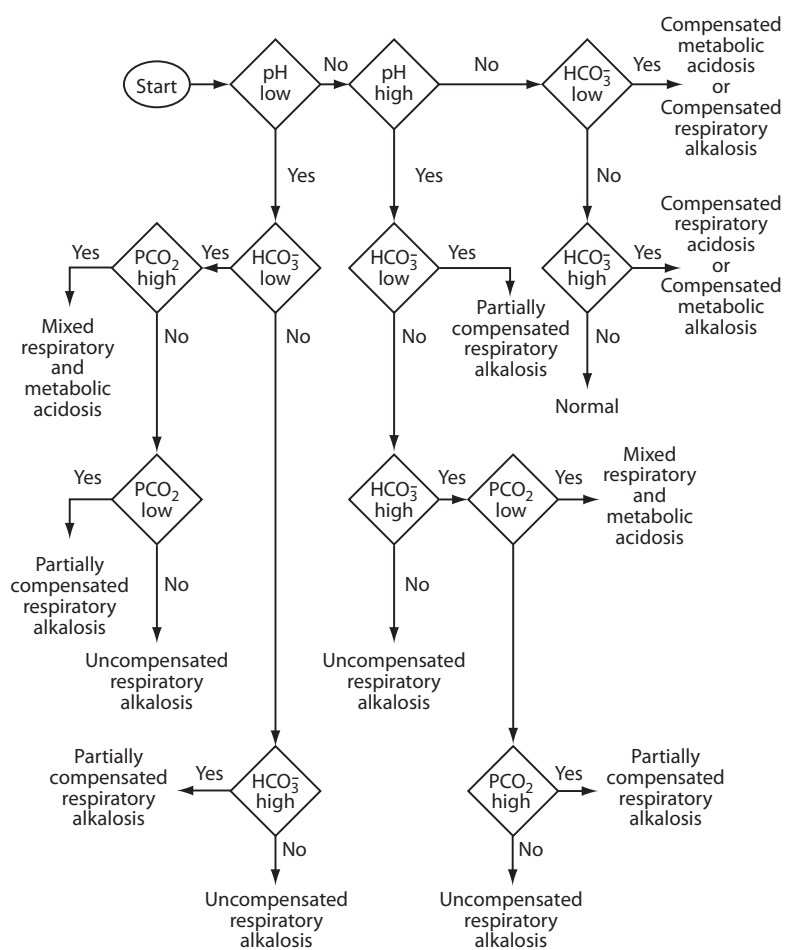 Start
pH
low
No
pH
high
No
HCO₃⁻
low
Yes
Compensated
metabolic
acidosis
or
Compensated
respiratory
alkalosis
Yes
Yes
No
PCO₂
high
Yes
Yes
HCO₃⁻
low
HCO₃⁻
low
Yes
HCO₃⁻
high
Yes
Compensated
respiratory
acidosis
or
Compensated
metabolic
alkalosis
Mixed
respiratory
and
metabolic
acidosis
No
No
No
Partially
compensated
respiratory
alkalosis
No
Normal
Yes
PCO₂
low
HCO₃⁻
high
Yes
PCO₂
low
Yes
Mixed
respiratory
and
metabolic
acidosis
Partially
compensated
respiratory
alkalosis
No
No
Uncompensated
respiratory
alkalosis
Uncompensated
respiratory
alkalosis
Partially
compensated
respiratory
alkalosis
Yes
HCO₃⁻
high
PCO₂
high
Yes
Partially
compensated
respiratory
alkalosis
No
No
Uncompensated
respiratory
alkalosis
Uncompensated
respiratory
alkalosis